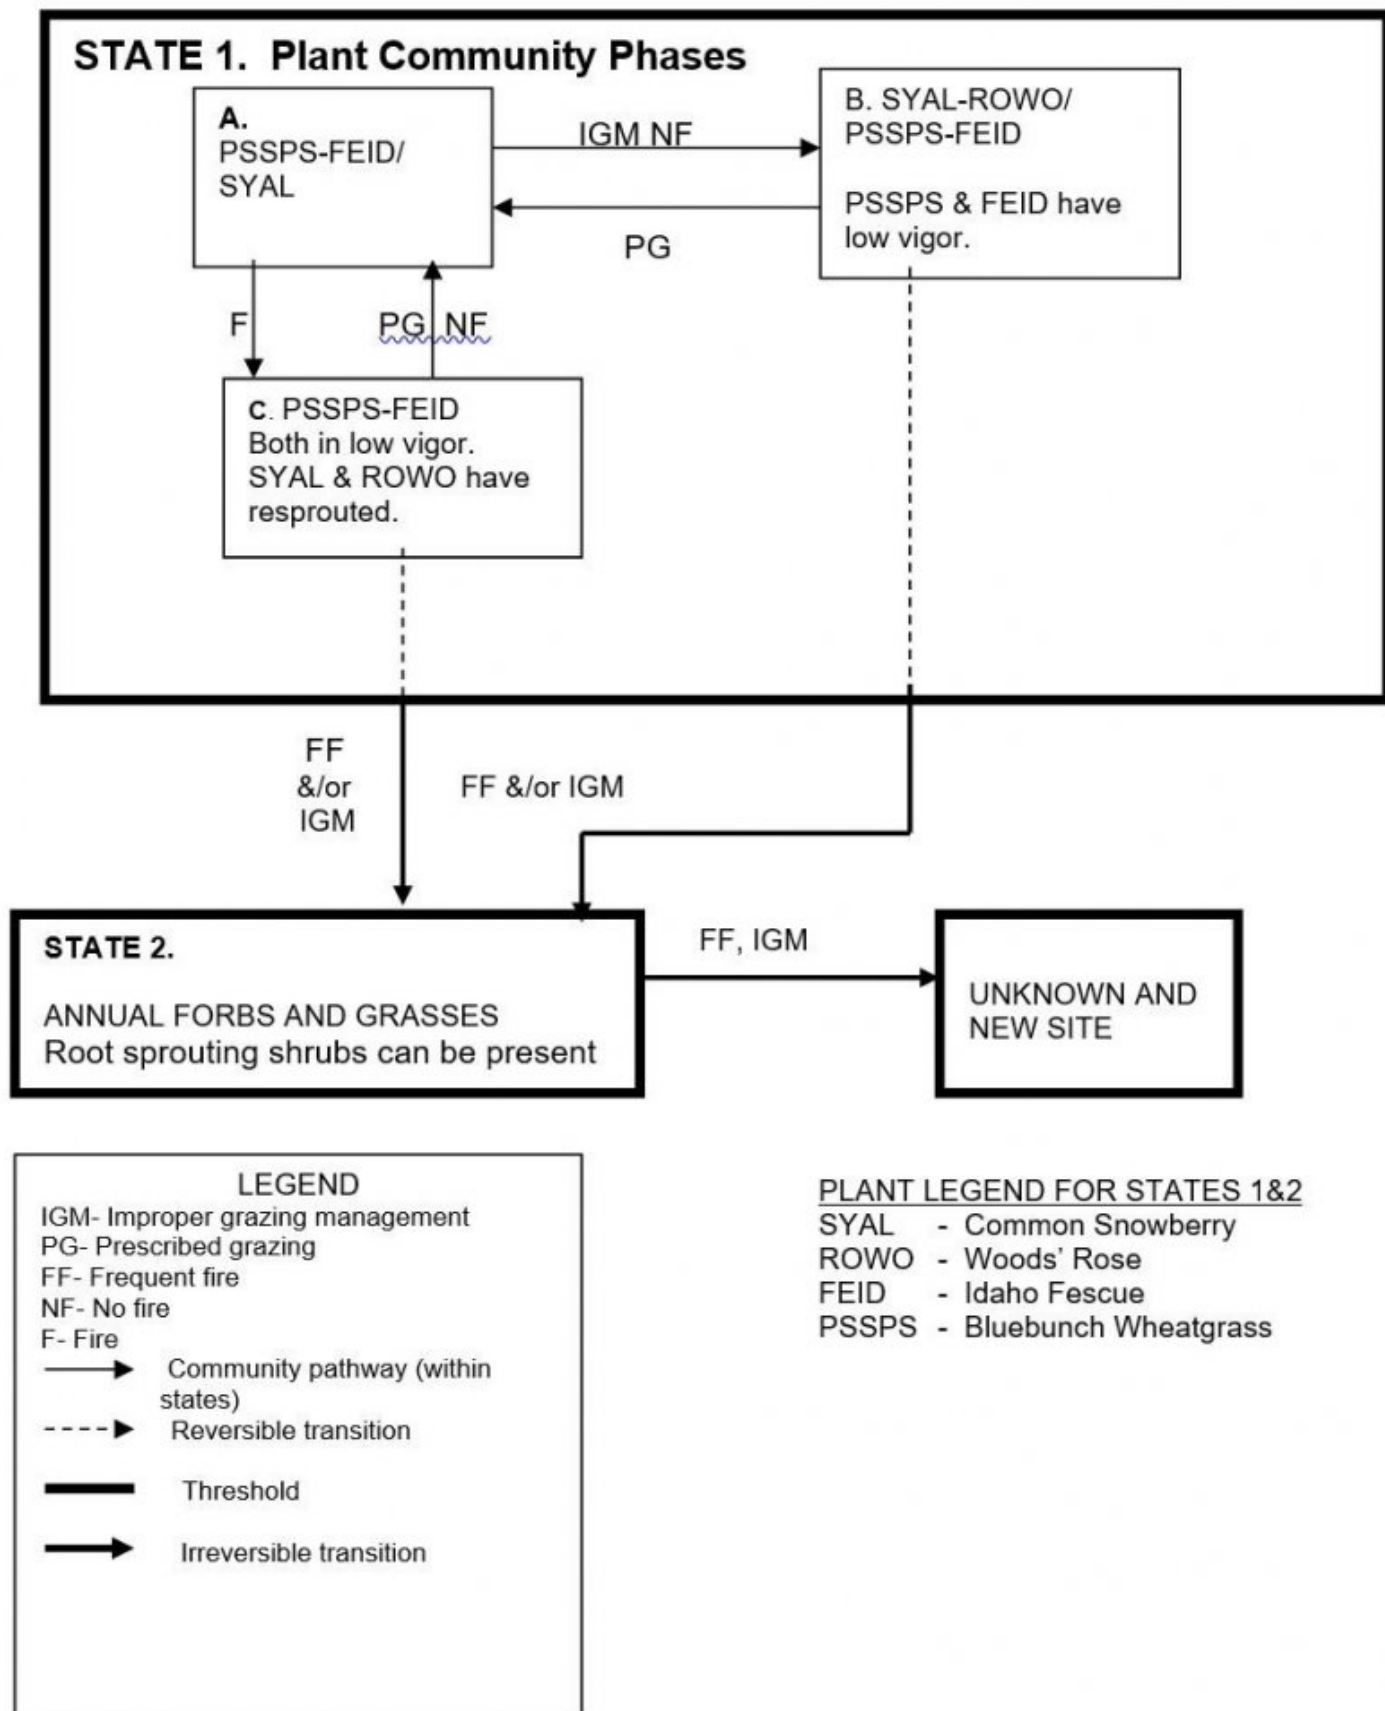 STATE 1.  Plant Community Phases
A.
PSSPS-FEID/
SYAL
IGM NF
B. SYAL-ROWO/
PSSPS-FEID
PSSPS & FEID have
low vigor.
PG
F
PG  NF
C. PSSPS-FEID
Both in low vigor.
SYAL & ROWO have
resprouted.
FF
&/or
IGM
FF &/or IGM
STATE 2.
ANNUAL FORBS AND GRASSES
Root sprouting shrubs can be present
FF, IGM
UNKNOWN AND
NEW SITE
LEGEND
IGM- Improper grazing management
PG- Prescribed grazing
FF- Frequent fire
NF- No fire
F- Fire
Community pathway (within
states)
Reversible transition
Threshold
Irreversible transition
PLANT LEGEND FOR STATES 1&2
SYAL - Common Snowberry
ROWO - Woods' Rose
FEID - Idaho Fescue
PSSPS - Bluebunch Wheatgrass